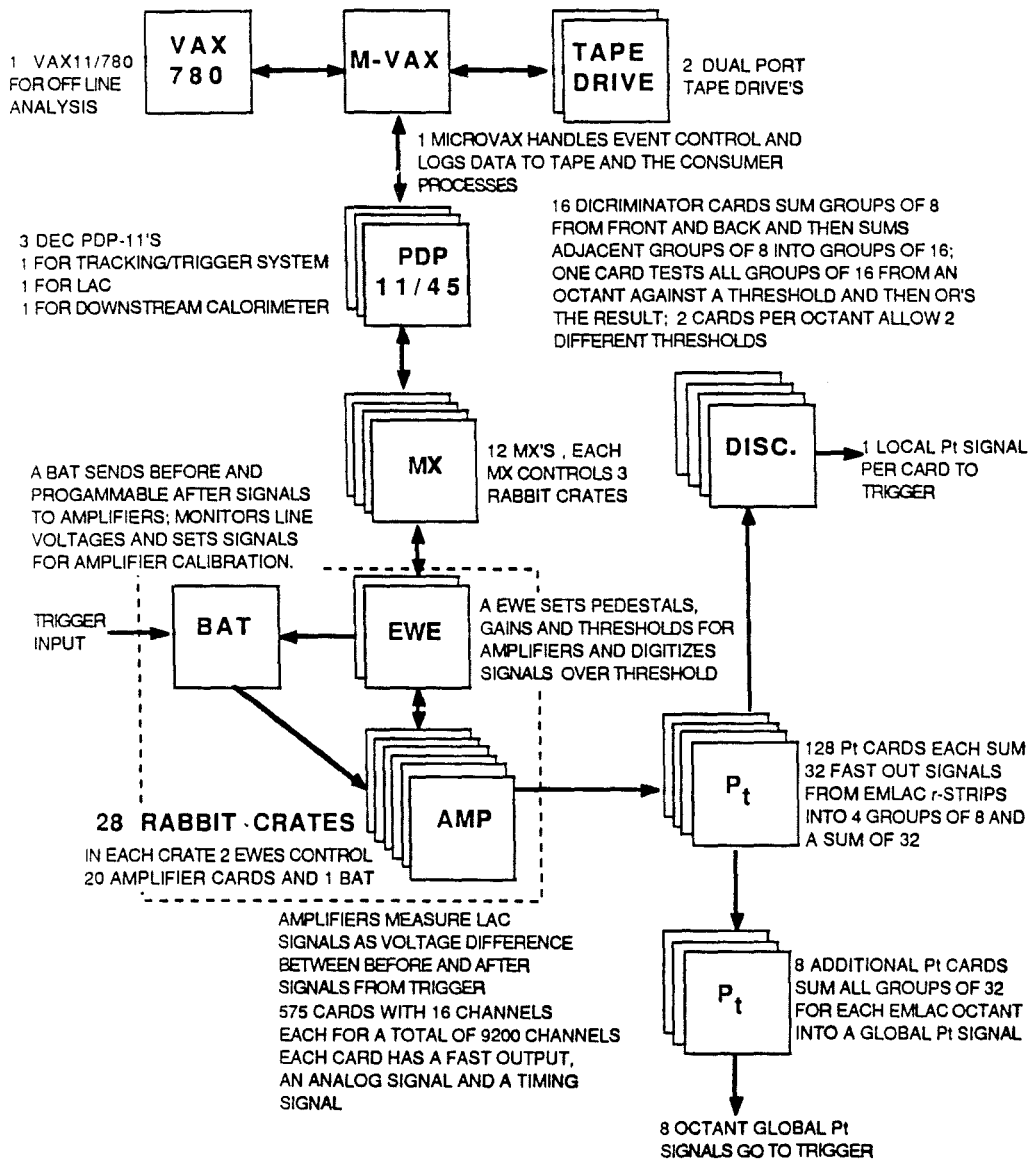 1 VAX11/780
FOR OFF LINE
ANALYSIS
VAX
780
M-VAX
TAPE
DRIVE
2 DUAL PORT
TAPE DRIVE'S
1 MICROVAX HANDLES EVENT CONTROL AND
LOGS DATA TO TAPE AND THE CONSUMER
PROCESSES
3 DEC PDP-11'S
1 FOR TRACKING/TRIGGER SYSTEM
1 FOR LAC
1 FOR DOWNSTREAM CALORIMETER
PDP
11/45
16 DICRIMINATOR CARDS SUM GROUPS OF 8
FROM FRONT AND BACK AND THEN SUMS
ADJACENT GROUPS OF 8 INTO GROUPS OF 16;
ONE CARD TESTS ALL GROUPS OF 16 FROM AN
OCTANT AGAINST A THRESHOLD AND THEN OR'S
THE RESULT; 2 CARDS PER OCTANT ALLOW 2
DIFFERENT THRESHOLDS
MX
12 MX'S , EACH
MX CONTROLS 3
RABBIT CRATES
DISC.
1 LOCAL Pt SIGNAL
PER CARD TO
TRIGGER
A BAT SENDS BEFORE AND
PROGAMMABLE AFTER SIGNALS
TO AMPLIFIERS; MONITORS LINE
VOLTAGES AND SETS SIGNALS
FOR AMPLIFIER CALIBRATION.
TRIGGER
INPUT
BAT
EWE
A EWE SETS PEDESTALS,
GAINS AND THRESHOLDS FOR
AMPLIFIERS AND DIGITIZES
SIGNALS OVER THRESHOLD
AMP
28 RABBIT CRATES
IN EACH CRATE 2 EWES CONTROL
20 AMPLIFIER CARDS AND 1 BAT
Pt
128 Pt CARDS EACH SUM
32 FAST OUT SIGNALS
FROM EMLAC r-STRIPS
INTO 4 GROUPS OF 8 AND
A SUM OF 32
AMPLIFIERS MEASURE LAC
SIGNALS AS VOLTAGE DIFFERENCE
BETWEEN BEFORE AND AFTER
SIGNALS FROM TRIGGER
575 CARDS WITH 16 CHANNELS
EACH FOR A TOTAL OF 9200 CHANNELS
EACH CARD HAS A FAST OUTPUT,
AN ANALOG SIGNAL AND A TIMING
SIGNAL
Pt
8 ADDITIONAL Pt CARDS
SUM ALL GROUPS OF 32
FOR EACH EMLAC OCTANT
INTO A GLOBAL Pt SIGNAL
8 OCTANT GLOBAL Pt
SIGNALS GO TO TRIGGER